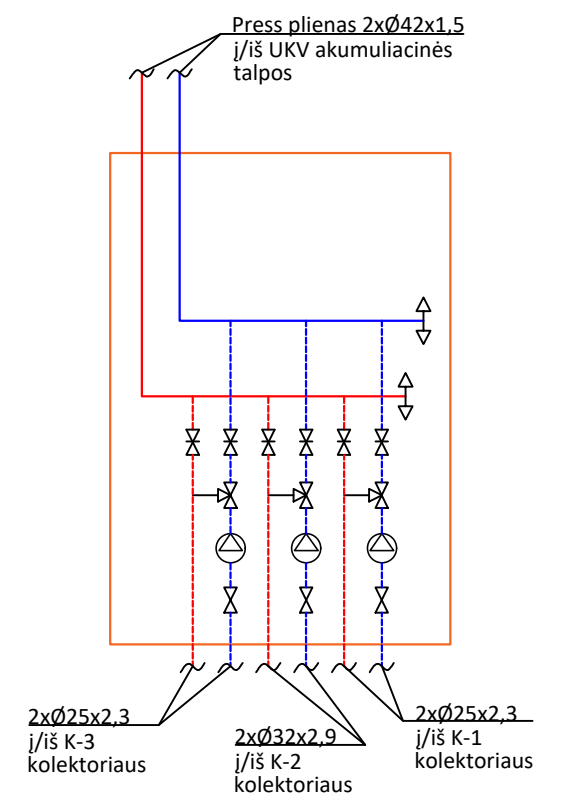 Press plienas 2xØ42x1,5
į/iš UKV akumuliacinės
talpos
2xØ25x2,3
į/iš K-3
kolektoriaus
2xØ32x2,9
į/iš K-2
kolektoriaus
2xØ25x2,3
į/iš K-1
kolektoriaus